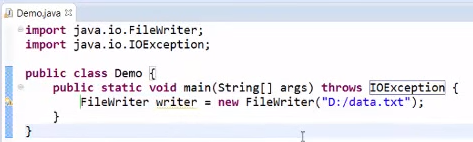 Demo.java
import java.io.FileWriter;
import java.io.IOException;
public class Demo {
public static void main(String[] args) throws IOException {
FileWriter writer = new FileWriter("D:/data.txt");
}
}